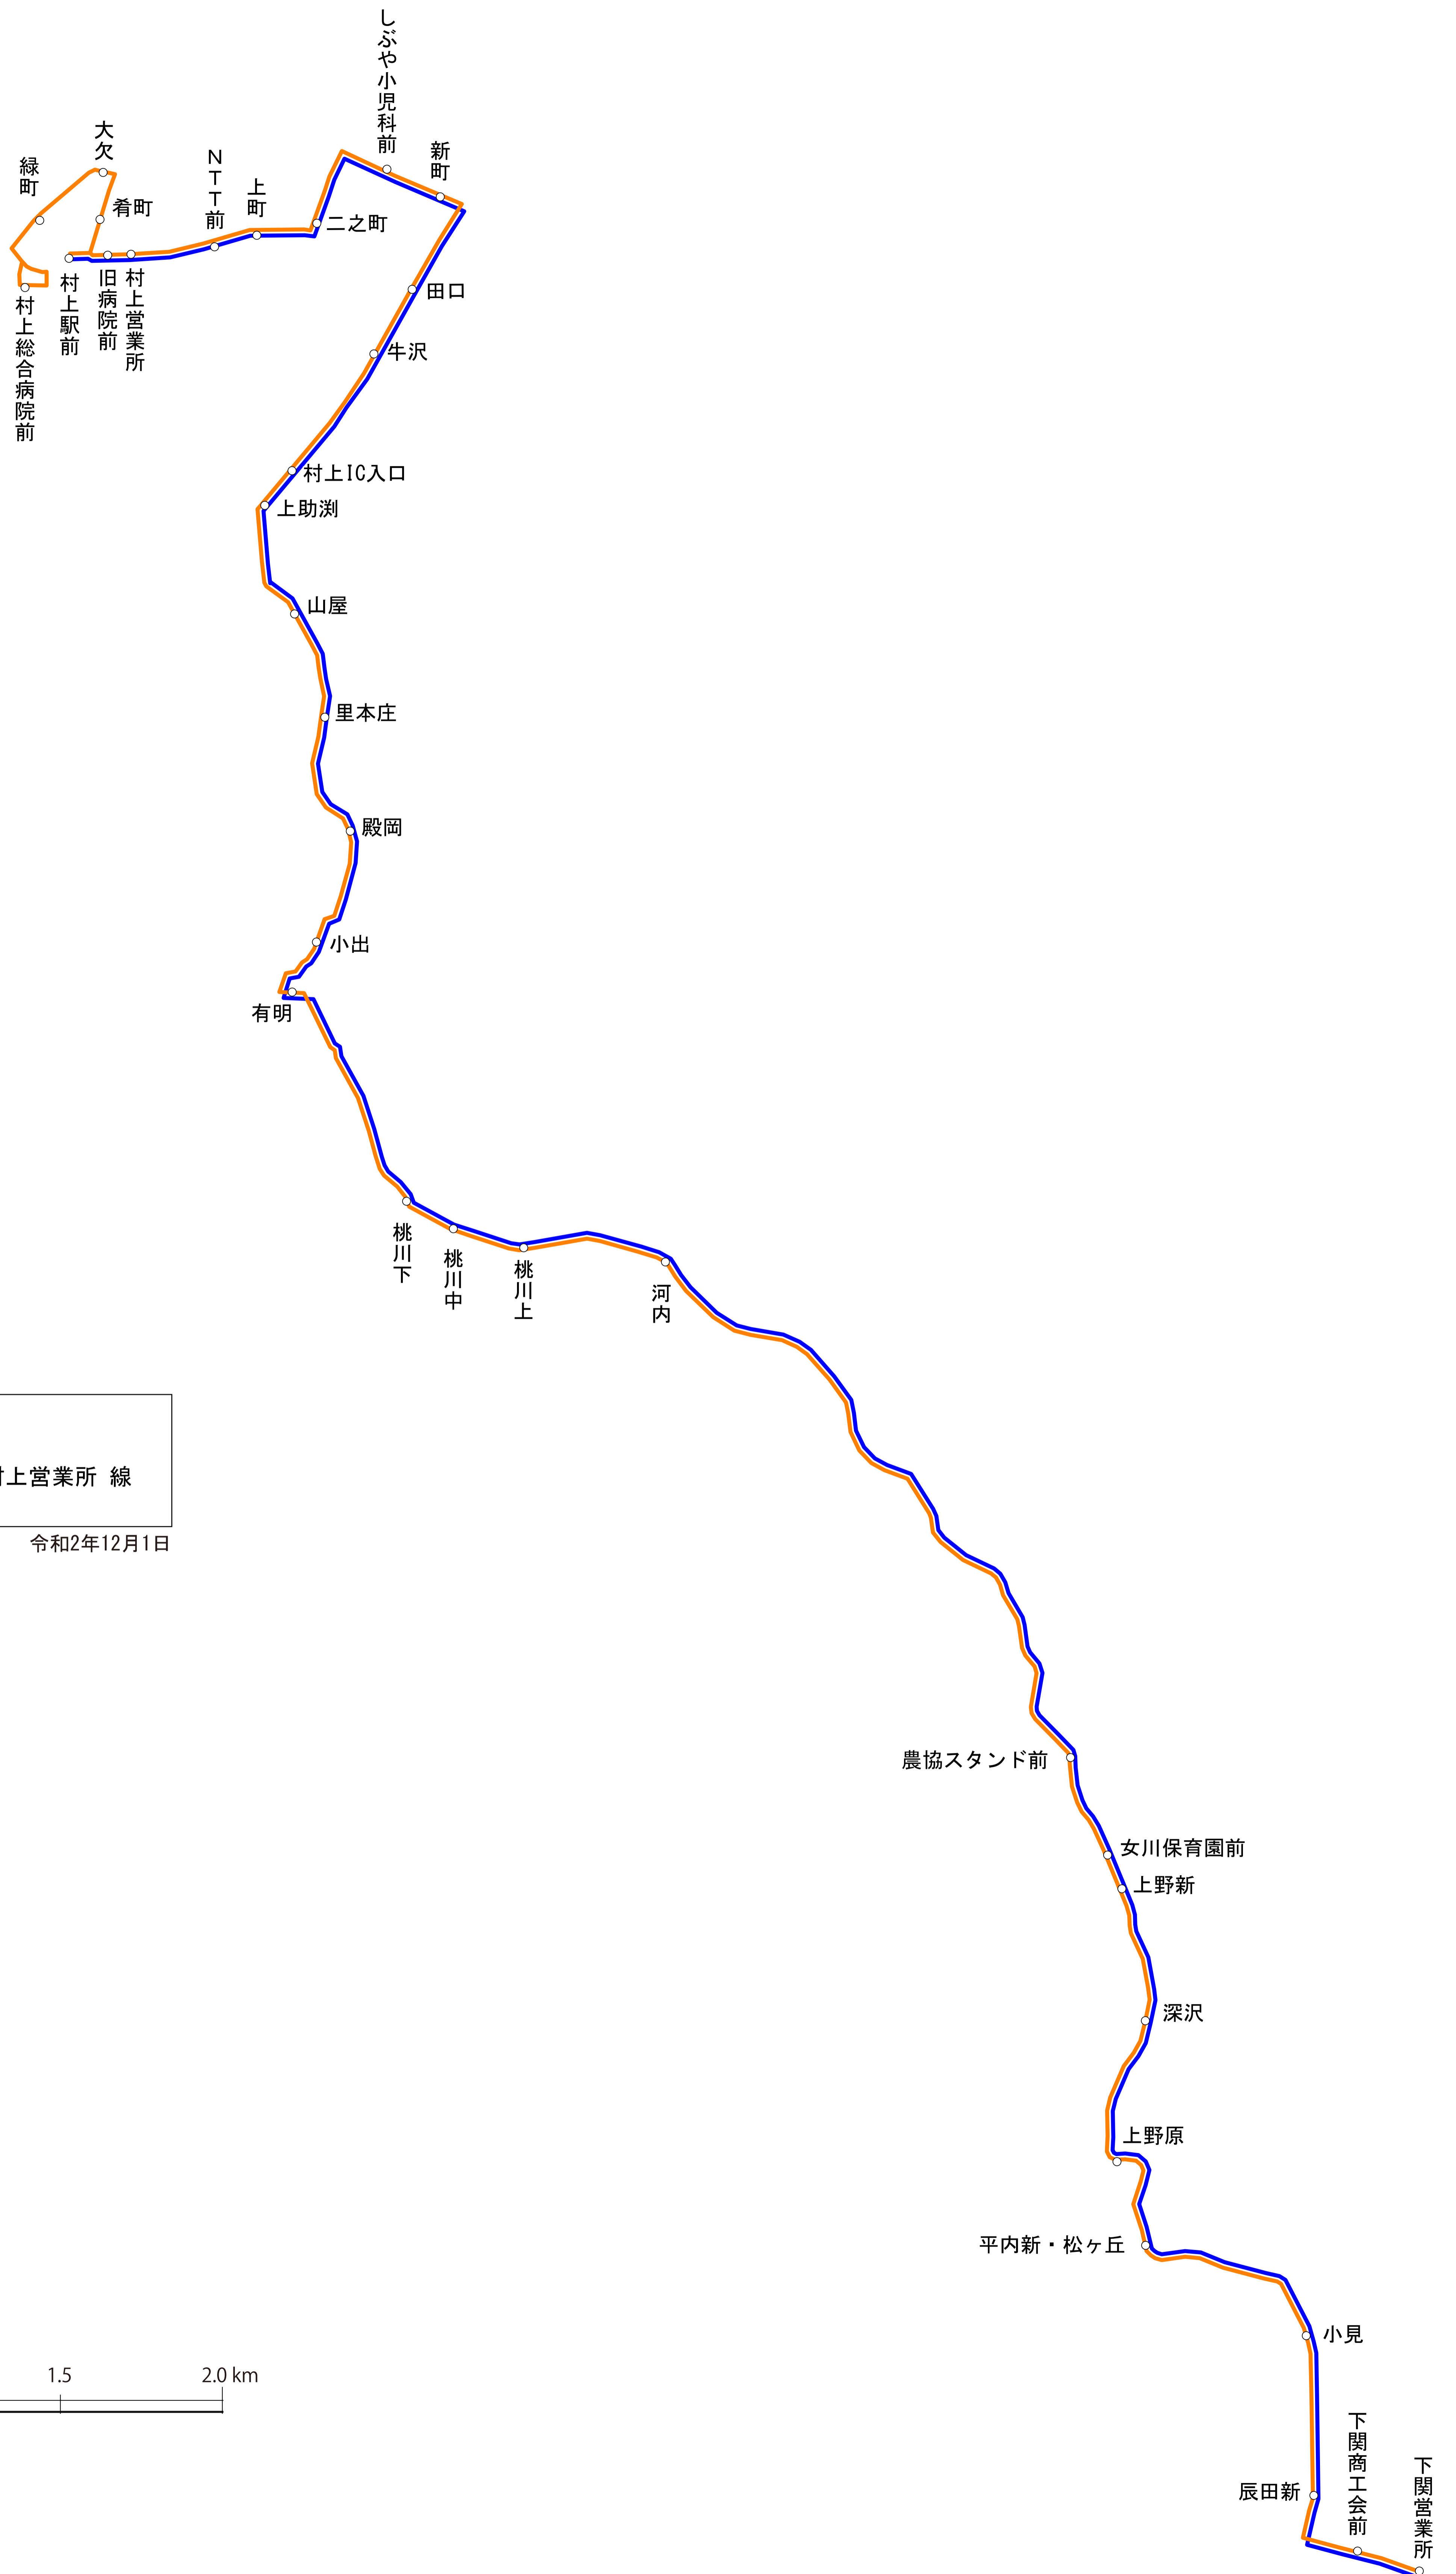 しぶや小児科前
新町
大欠
緑町
肴町
NTT前
上町
二之町
村上総合病院前
村上駅前
旧病院前
村上営業所
田口
牛沢
村上IC入口
上助渕
山屋
里本庄
殿岡
小出
有明
桃川下
桃川中
桃川上
河内
村上営業所 線
令和2年12月1日
農協スタンド前
女川保育園前
上野新
深沢
上野原
平内新・松ヶ丘
小見
1.5
2.0 km
下関商工会前
下関営業所
辰田新